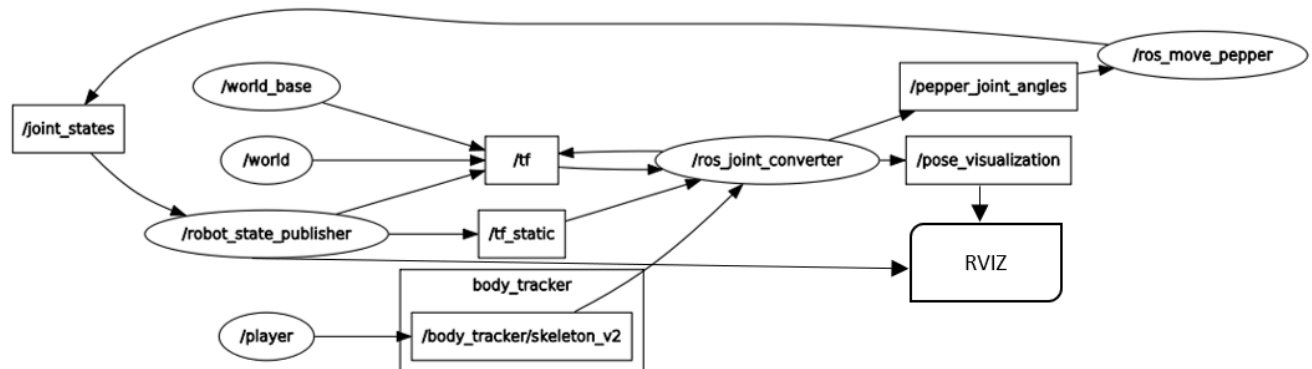 /ros_move_pepper
/world_base
/pepper_joint_angles
/joint_states
/world
/tf
/ros_joint_converter
/pose_visualization
/robot_state_publisher
/tf_static
RVIZ
body_tracker
/player
/body_tracker/skeleton_v2